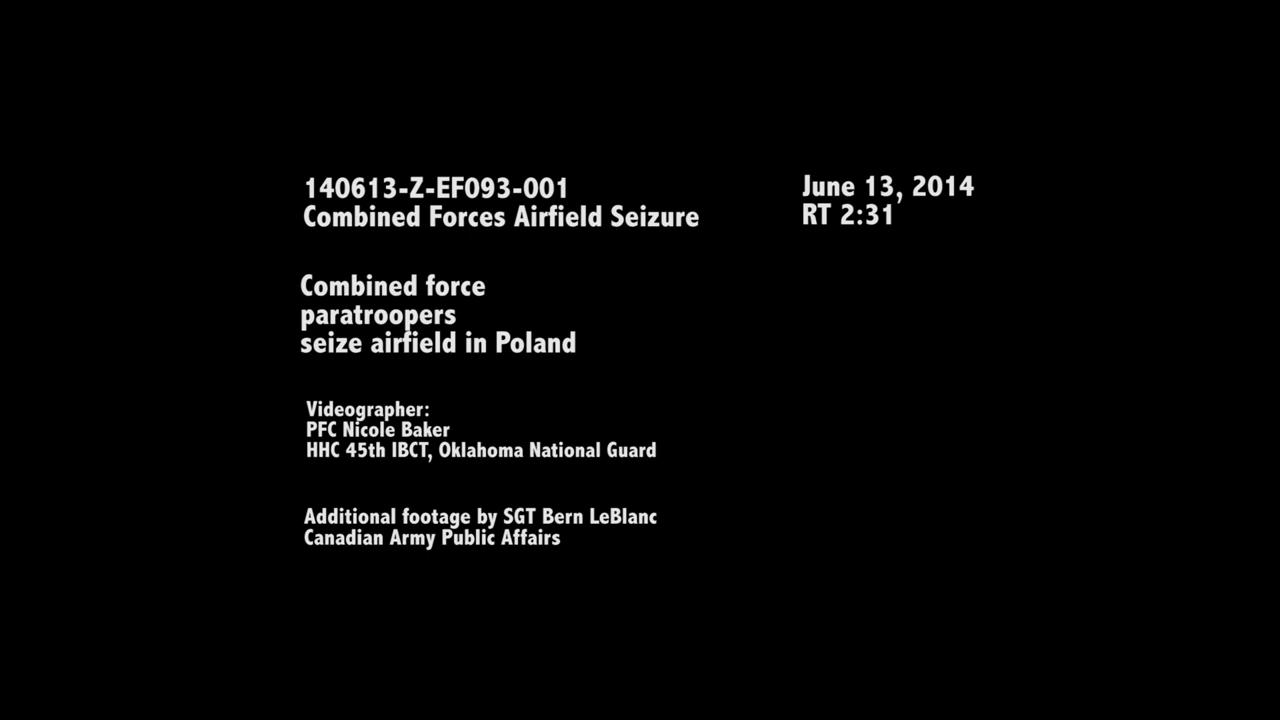 140613-Z-EF093-001
Combined Forces Airfield Seizure
June 13, 2014
RT 2:31
Combined force
paratroopers
seize airfield in Poland
Videographer:
PFC Nicole Baker
HHC 45th IBCT, Oklahoma National Guard
Additional footage by SGT Bern LeBlanc
Canadian Army Public Affairs